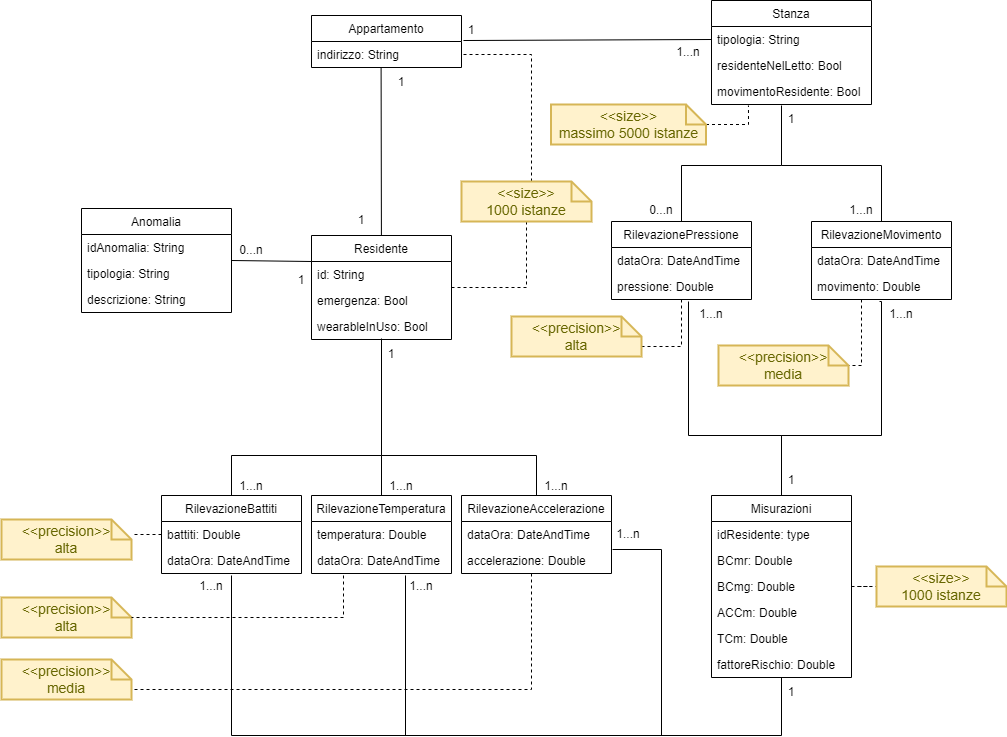 Appartamento
indirizzo: String
1
1...n
1
Stanza
tipologia: String
residenteNelLetto: Bool
movimentoResidente: Bool
1
<<size>>
massimo 5000 istanze
<<size>>
1000 istanze
Anomalia
idAnomalia: String
tipologia: String
descrizione: String
0...n
1
1
Residente
id: String
emergenza: Bool
wearableInUso: Bool
1
0...n
RilevazionePressione
dataOra: DateAndTime
pressione: Double
1...n
1...n
RilevazioneMovimento
dataOra: DateAndTime
movimento: Double
1...n
<<precision>>
alta
<<precision>>
media
1...n
RilevazioneBattiti
battiti: Double
dataOra: DateAndTime
1...n
1...n
RilevazioneTemperatura
temperatura: Double
dataOra: DateAndTime
1...n
1...n
RilevazioneAccelerazione
dataOra: DateAndTime
accelerazione: Double
1...n
1
Misurazioni
idResidente: type
BCmr: Double
BCmg: Double
ACCm: Double
TCm: Double
fattoreRischio: Double
1
<<size>>
1000 istanze
<<precision>>
alta
<<precision>>
alta
<<precision>>
media